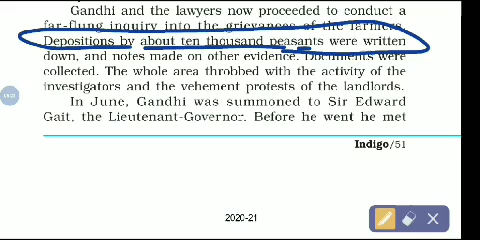 Gandhi and the lawyers now proceeded to conduct a
far-flung inquiry into the grievances of the farmers.
Depositions by about ten thousand peasants were written
down, and notes made on other evidence. Documents were
collected. The whole area throbbed with the activity of the
investigators and the vehement protests of the landlords.
In June, Gandhi was summoned to Sir Edward
Gait, the Lieutenant-Governor. Before he went he met
Indigo/51
2020-21